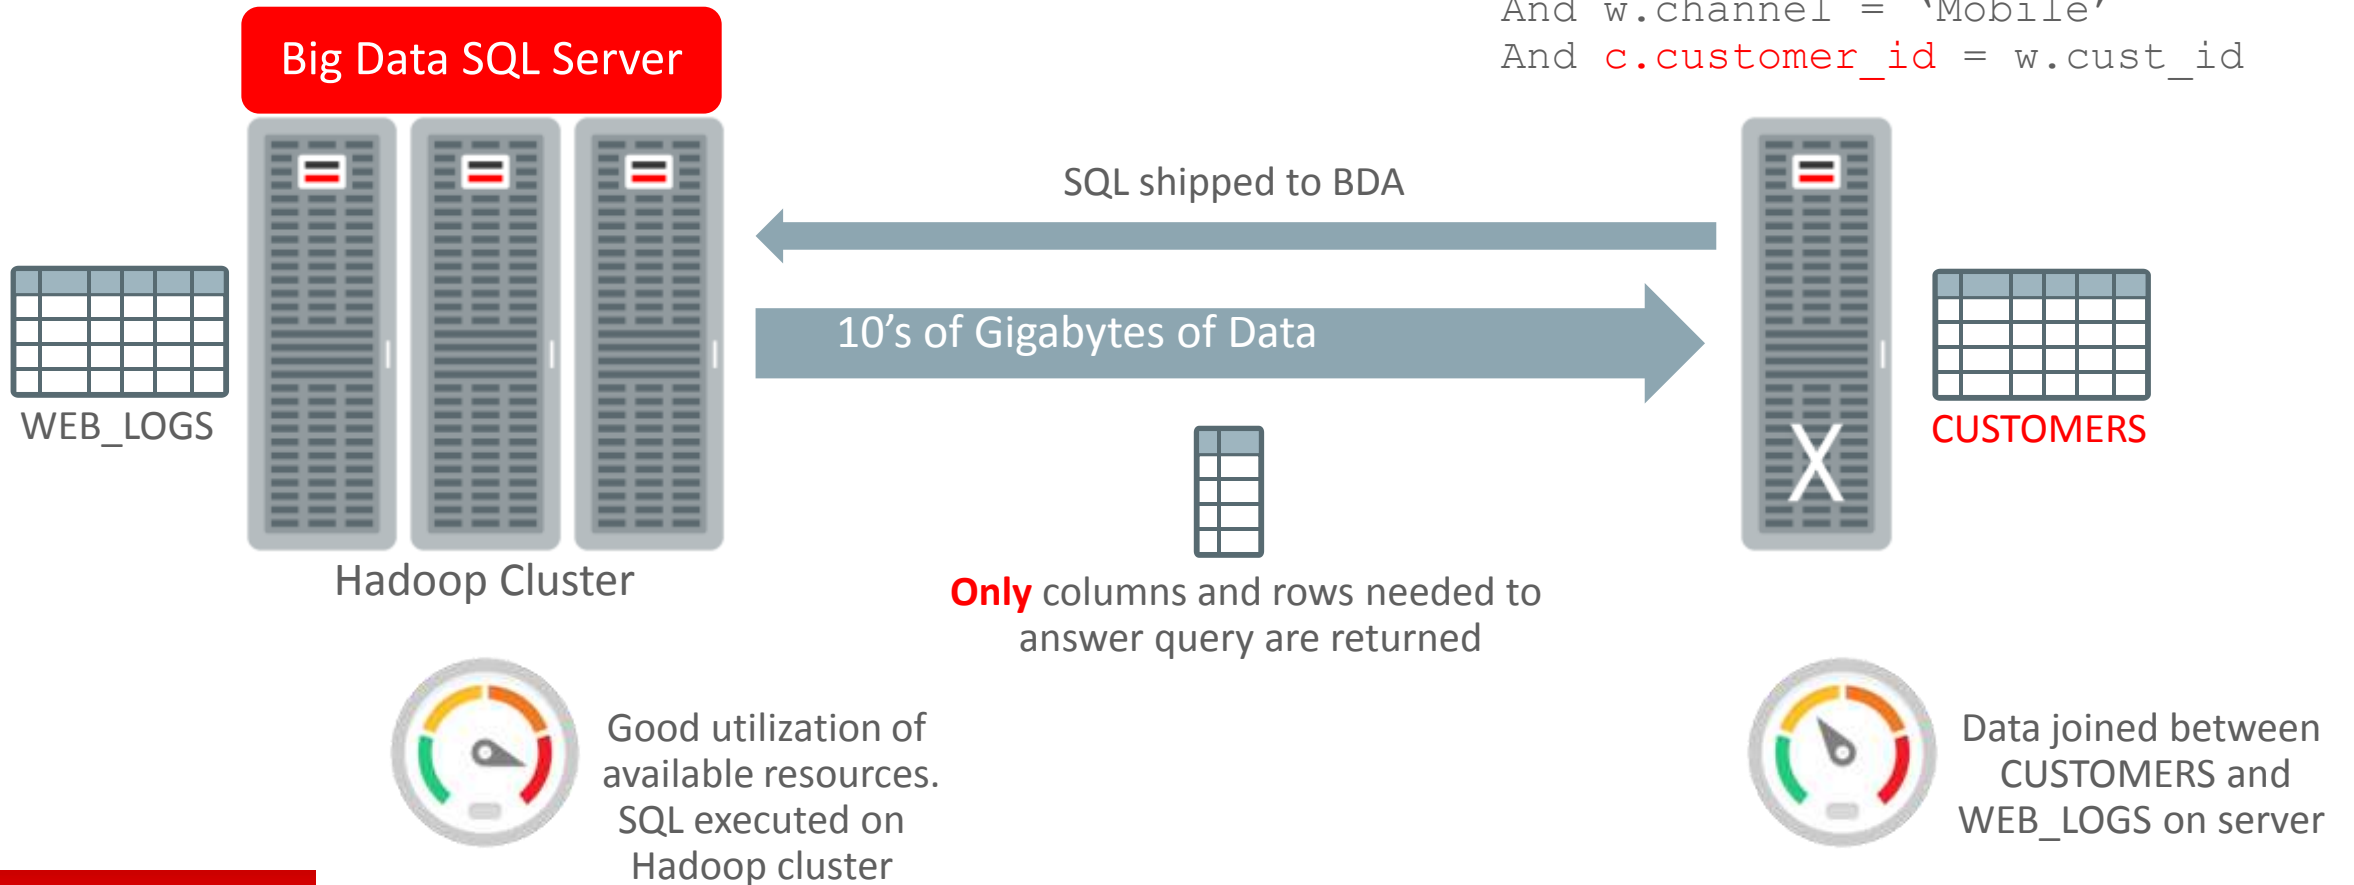 And w.channel = ‘Mobile’
And c.customer_id = w.cust_id
Big Data SQL Server
SQL shipped to BDA
10’s of Gigabytes of Data
WEB_LOGS
CUSTOMERS
X
Hadoop Cluster
Only columns and rows needed to
answer query are returned
Good utilization of
available resources.
SQL executed on
Hadoop cluster
Data joined between
CUSTOMERS and
WEB_LOGS on server